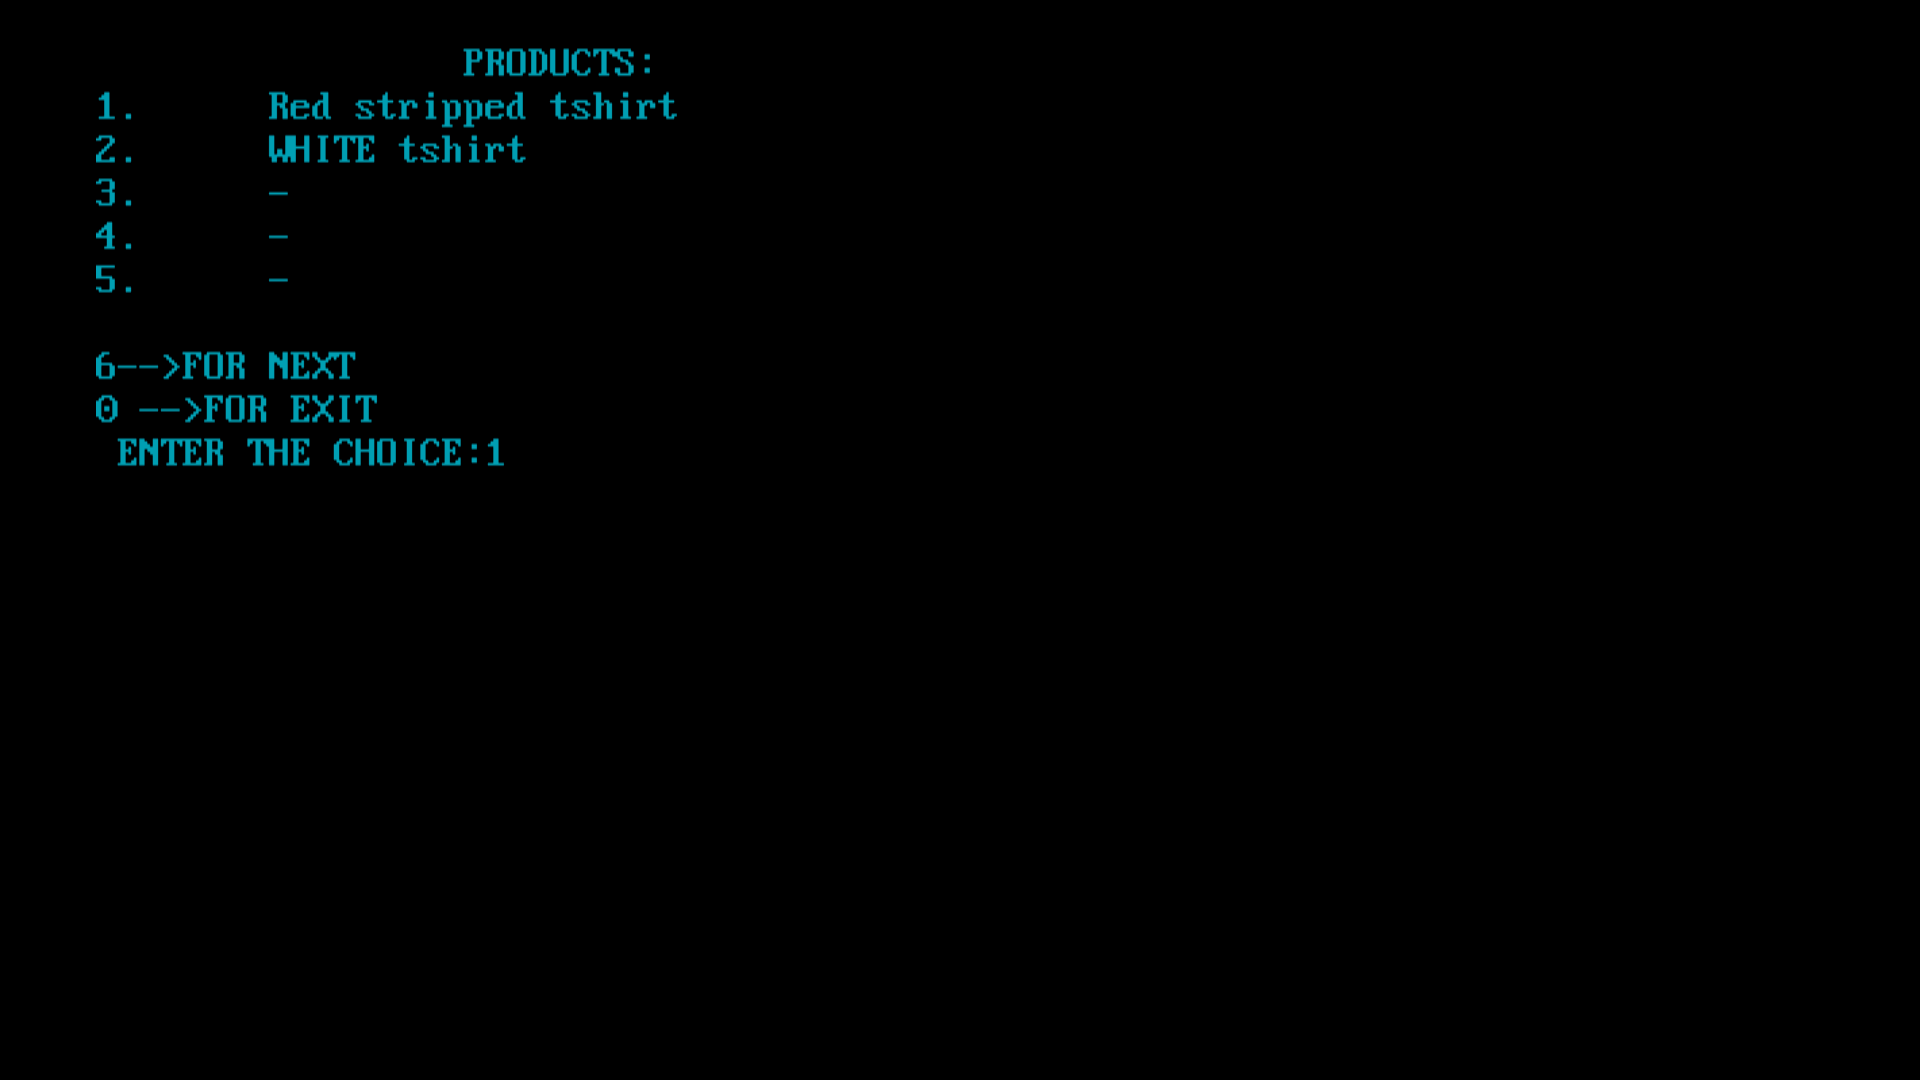 PRODUCTS:
1. Red stripped tshirt
2. WHITE tshirt
3. -
4. -
5. -
6-->FOR NEXT
0 -->FOR EXIT
ENTER THE CHOICE:1